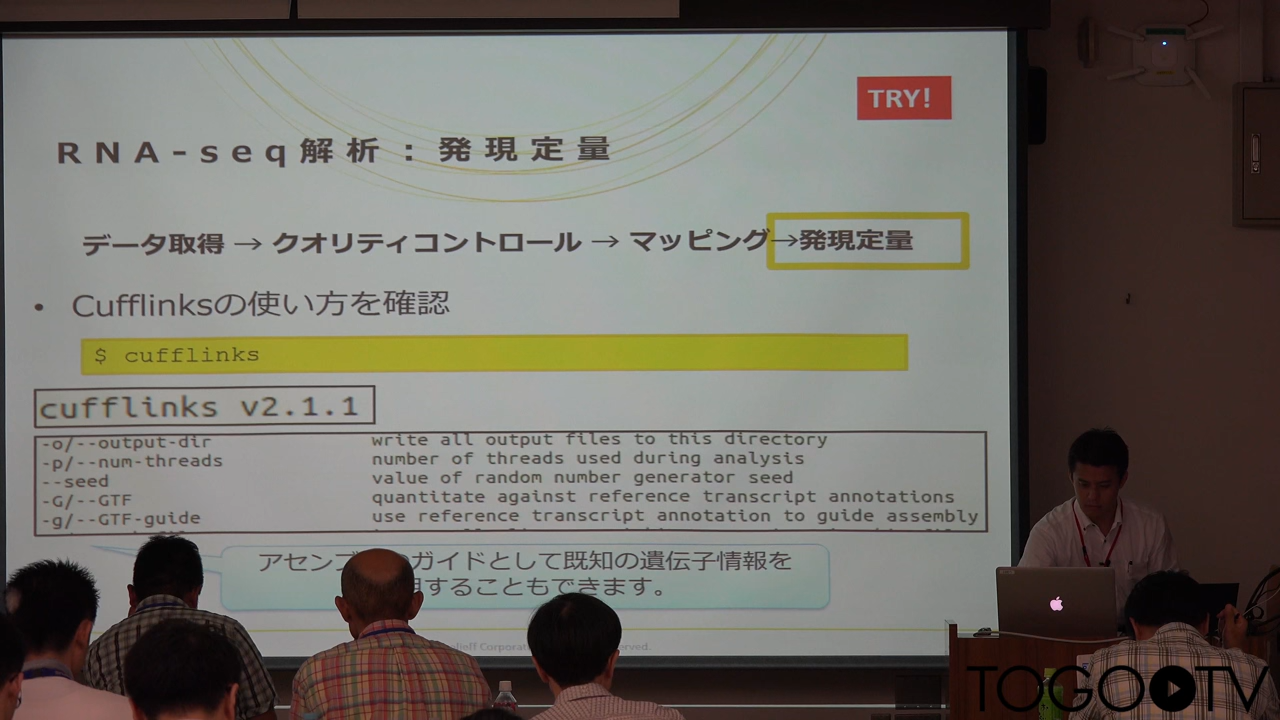 TRY!
RNA-seq解析：発現定量
データ取得 → クオリティコントロール → マッピング→発現定量
• Cufflinksの使い方を確認
$ cufflinks
cufflinks v2.1.1
-o/--output-dir write all output files to this directory
-p/--num-threads number of threads used during analysis
--seed value of random number generator seed
-G/--GTF quantitate against reference transcript annotations
-g/--GTF-guide use reference transcript annotation to guide assembly
ガイドとして既知の遺伝子情報を
することもできます。
TOGOTV